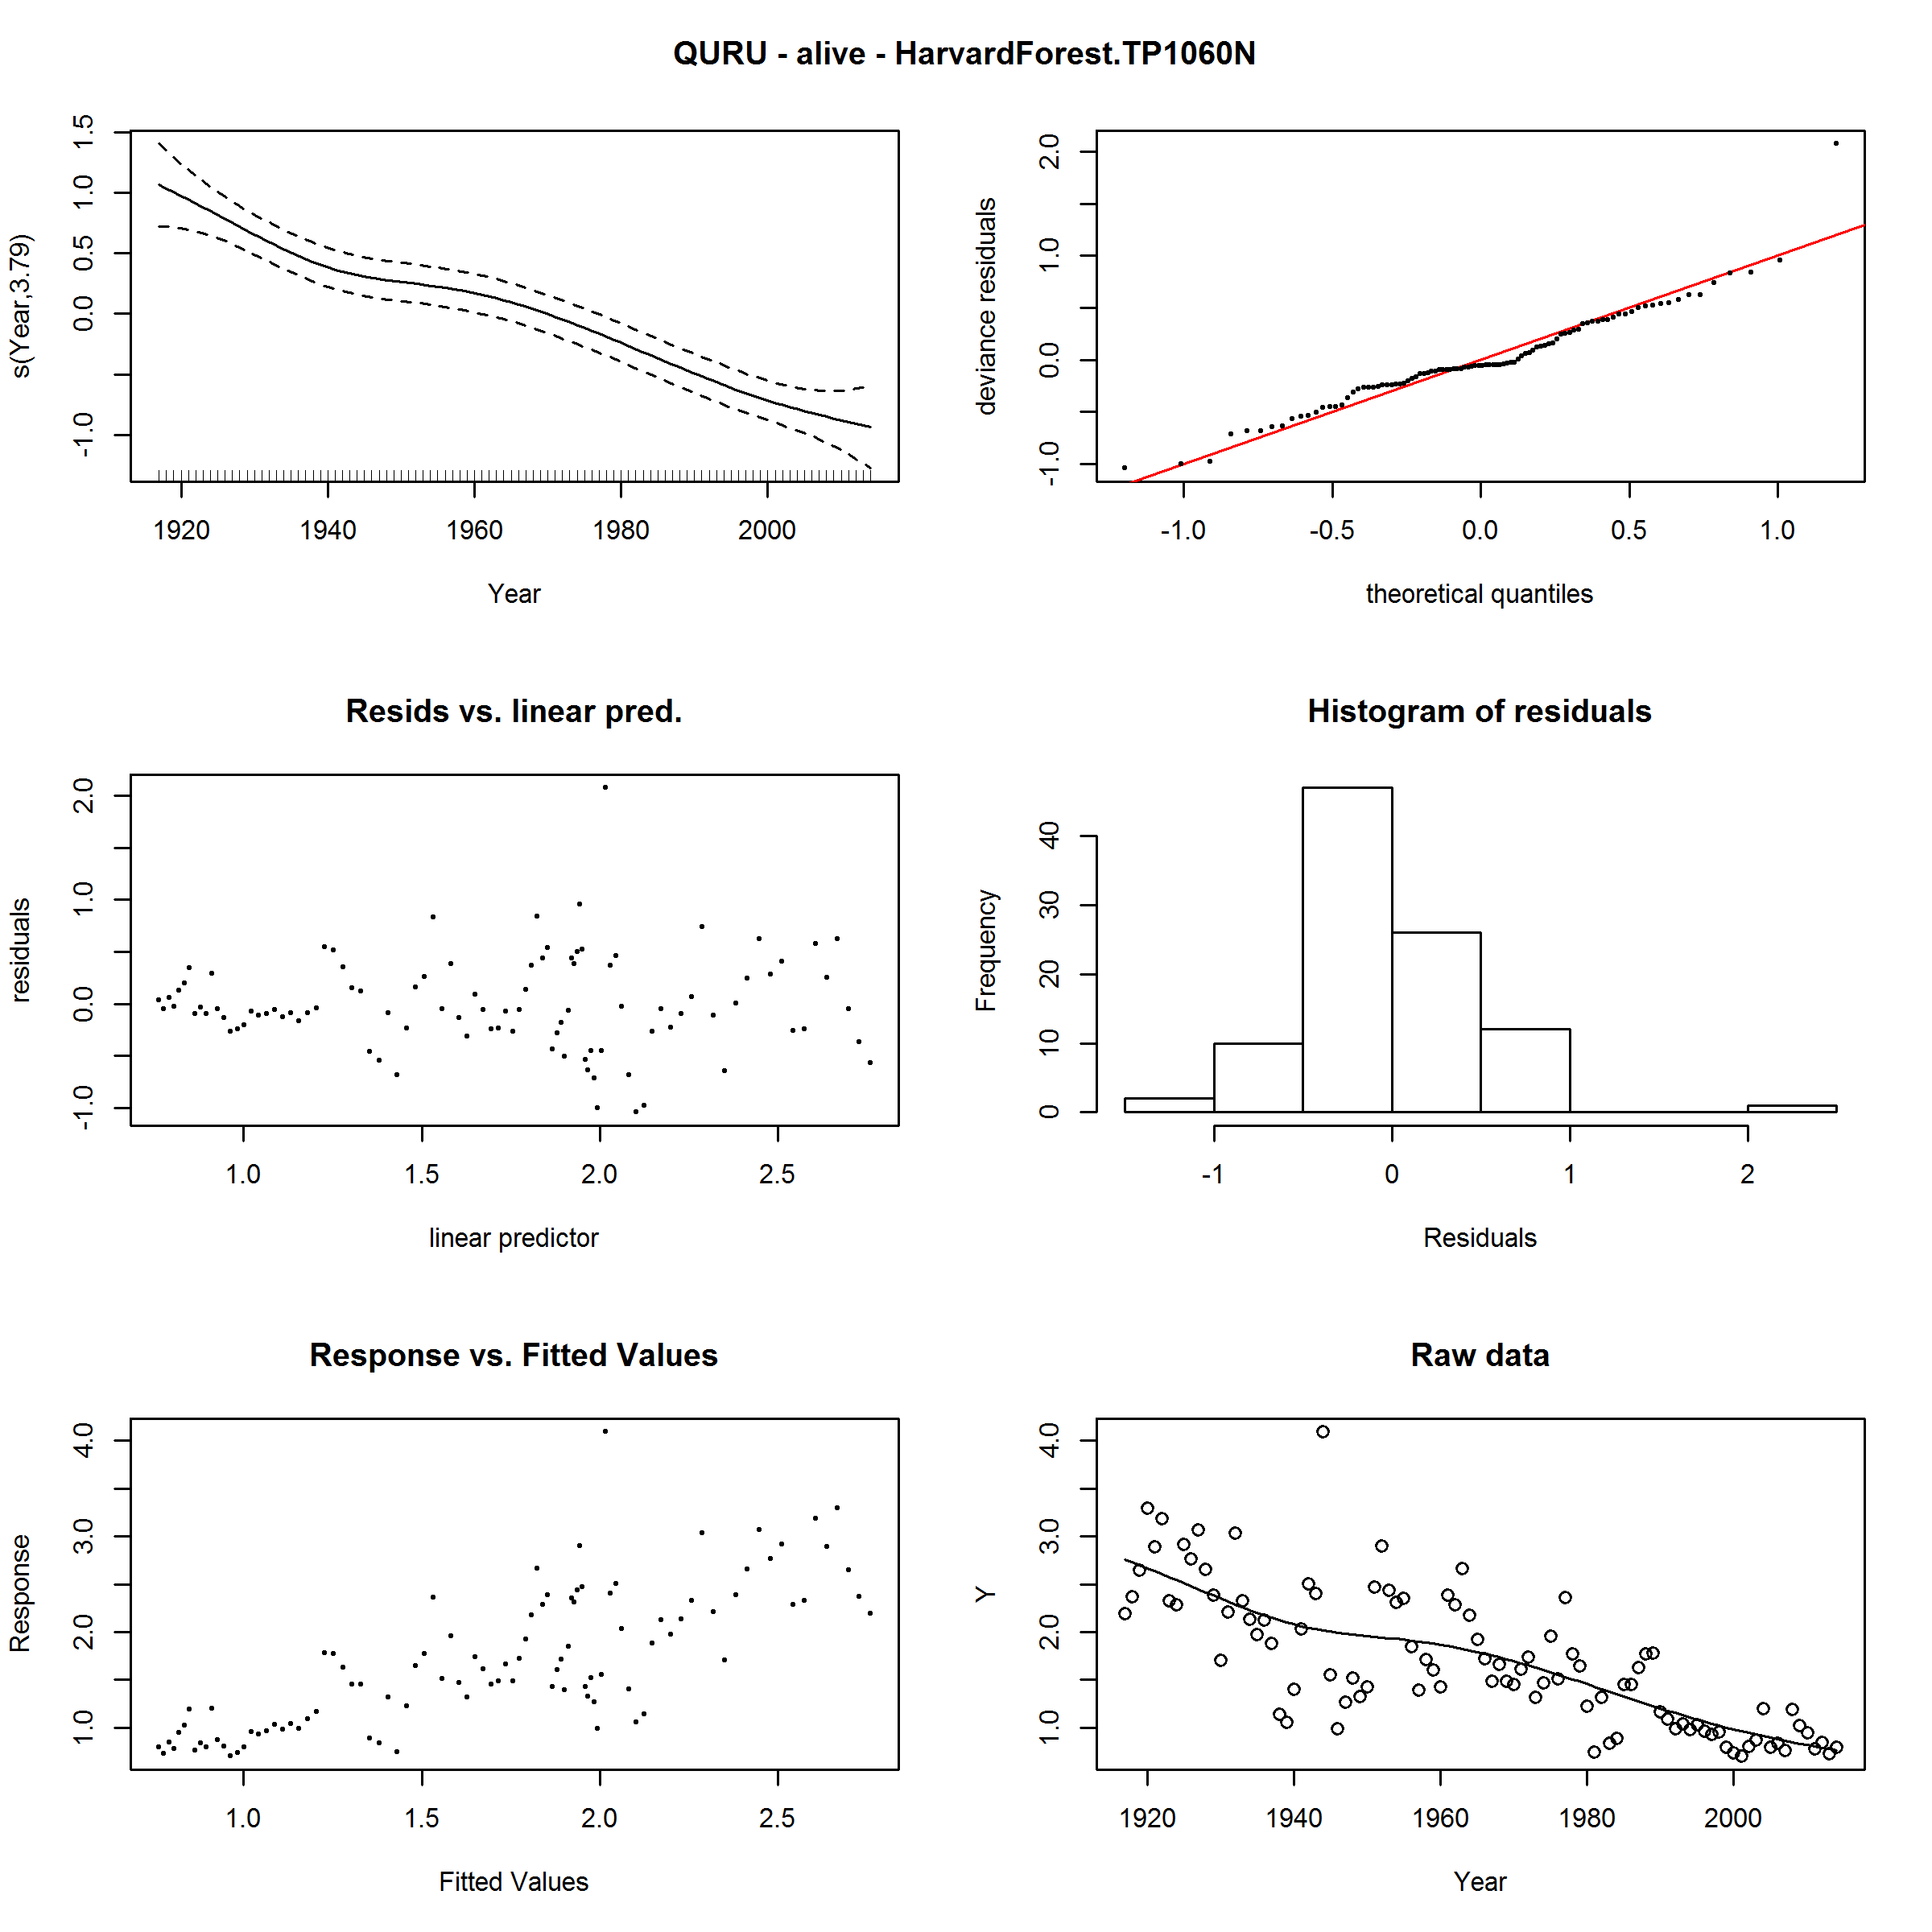 QURU - alive - HarvardForest.TP1060N
s(Year,3.79)
1.5
1.0
0.5
0.0
-1.0
1920 1940 1960 1980 2000
Year
deviance residuals
2.0
1.0
0.0
-1.0
-1.0 -0.5 0.0 0.5 1.0
theoretical quantiles
Resids vs. linear pred.
residuals
2.0
1.0
0.0
-1.0
1.0 1.5 2.0 2.5
linear predictor
Histogram of residuals
Frequency
40
30
20
10
0
-1 0 1 2
Residuals
Response vs. Fitted Values
Response
4.0
3.0
2.0
1.0
1.0 1.5 2.0 2.5
Fitted Values
Raw data
Y
4.0
3.0
2.0
1.0
1920 1940 1960 1980 2000
Year